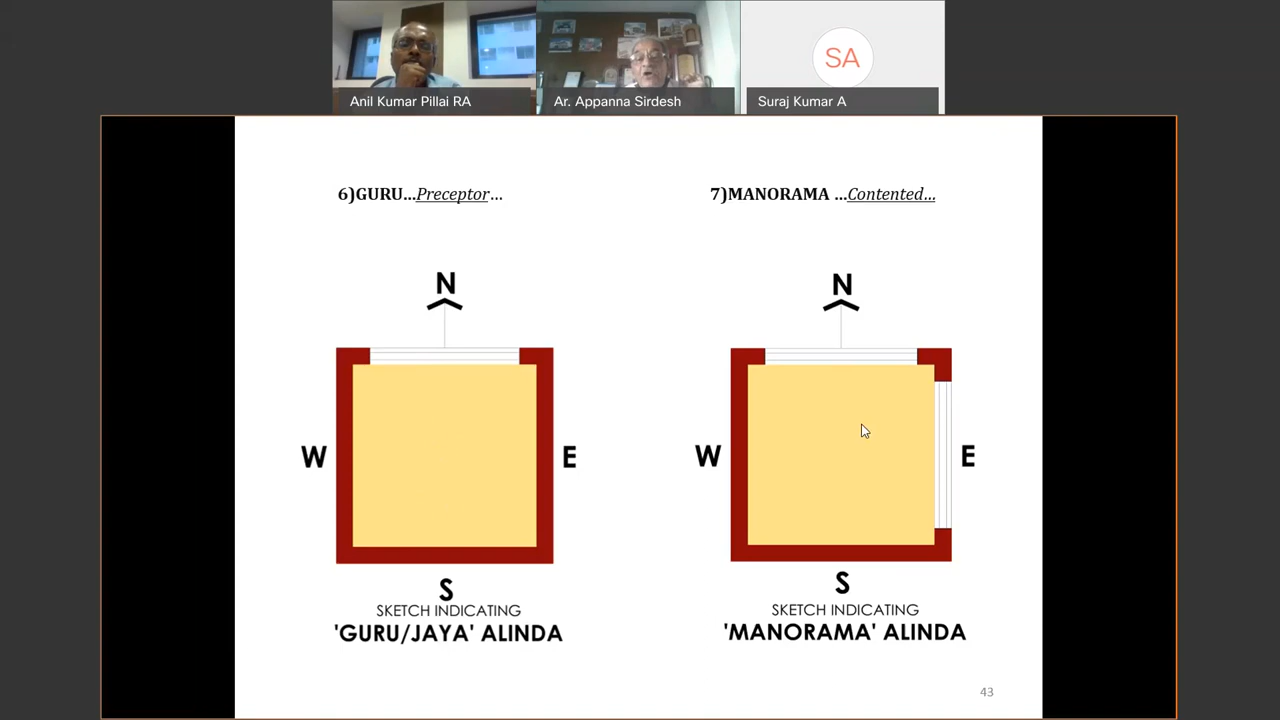 SA
Anil Kumar Pillai RA
Ar. Appanna Sirdesh
Suraj Kumar A
6)GURU...Preceptor...
7)MANORAMA ...Contented...
N
W
E
S
SKETCH INDICATING
'GURU/JAYA' ALINDA
N
W
E
S
SKETCH INDICATING
'MANORAMA' ALINDA
43